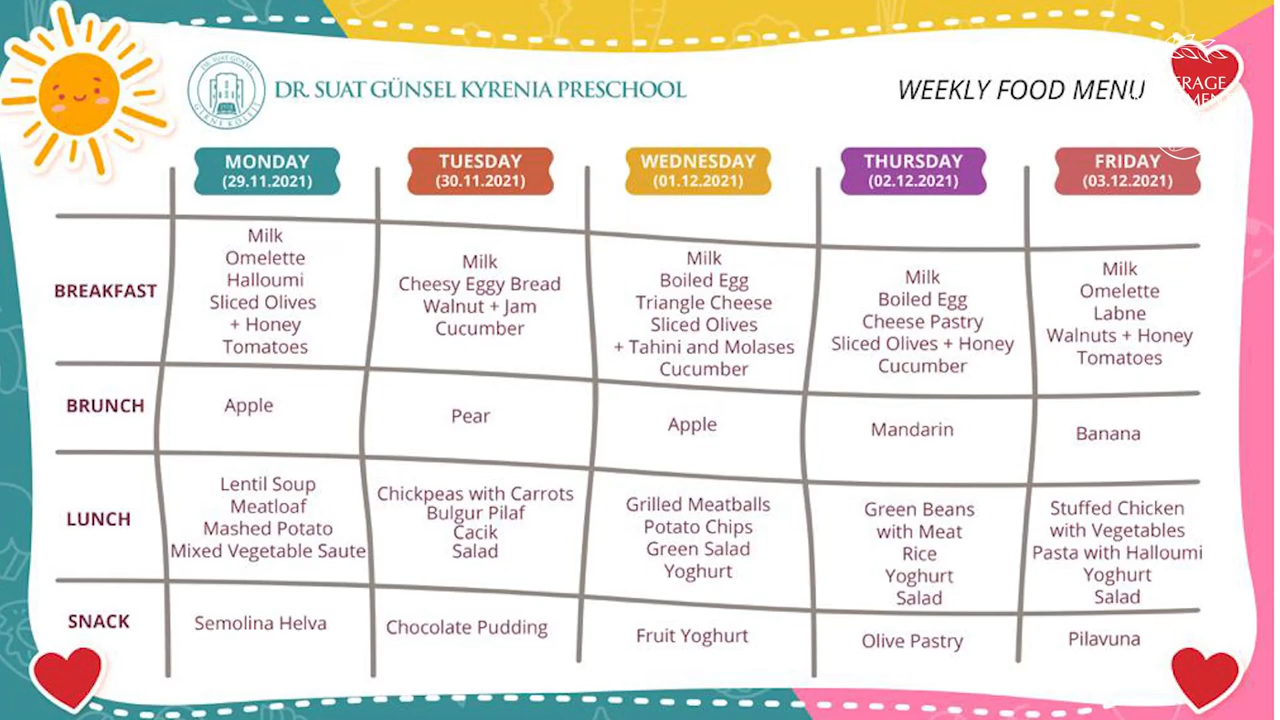 DR. SUAT GÜNSEL KYRENIA PRESCHOOL
WEEKLY FOOD MENU
MONDAY
(29.11.2021)
TUESDAY
(30.11.2021)
WEDNESDAY
(01.12.2021)
THURSDAY
(02.12.2021)
FRIDAY
(03.12.2021)
BREAKFAST
Milk
Omelette
Halloumi
Sliced Olives
+ Honey
Tomatoes
Milk
Cheesy Eggy Bread
Walnut + Jam
Cucumber
Milk
Boiled Egg
Triangle Cheese
Sliced Olives
+ Tahini and Molases
Cucumber
Milk
Boiled Egg
Cheese Pastry
Sliced Olives + Honey
Cucumber
Milk
Omelette
Labne
Walnuts + Honey
Tomatoes
BRUNCH
Apple
Pear
Apple
Mandarin
Banana
LUNCH
Lentil Soup
Meatloaf
Mashed Potato
Mixed Vegetable Saute
Chickpeas with Carrots
Bulgur Pilaf
Cacik
Salad
Grilled Meatballs
Potato Chips
Green Salad
Yoghurt
Green Beans
with Meat
Rice
Yoghurt
Salad
Stuffed Chicken
with Vegetables
Pasta with Halloumi
Yoghurt
Salad
SNACK
Semolina Helva
Chocolate Pudding
Fruit Yoghurt
Olive Pastry
Pilavuna